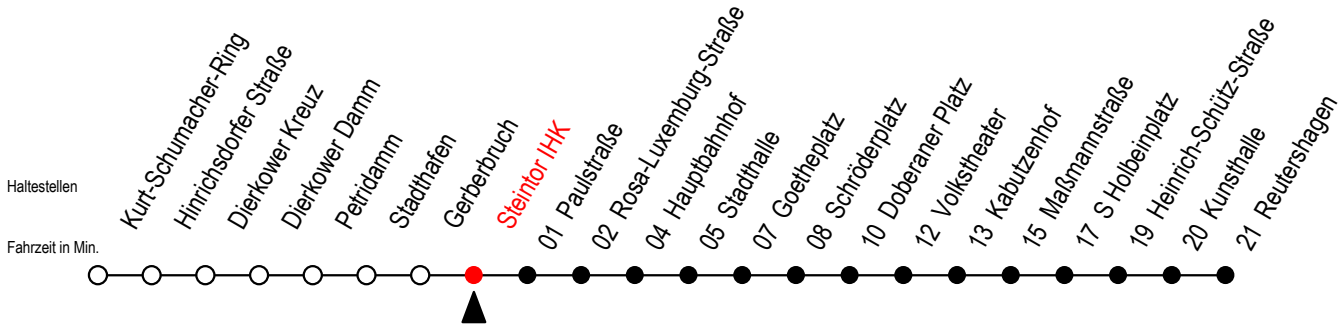 Haltestellen
Fahrzeit in Min.
Kurt-Schumacher-Ring
Hinrichsdorfer Straße
Dierkower Kreuz
Dierkower Damm
Petridamm
Stadthafen
Gerberbruch
Steintor IHK
01 Paulstraße
02 Rosa-Luxemburg-Straße
04 Hauptbahnhof
05 Stadthalle
07 Goetheplatz
08 Schröderplatz
10 Doberaner Platz
12 Volkstheater
13 Kabutzenhof
15 Maßmannstraße
17 S Holbeinplatz
19 Heinrich-Schütz-Straße
20 Kunsthalle
21 Reutershagen